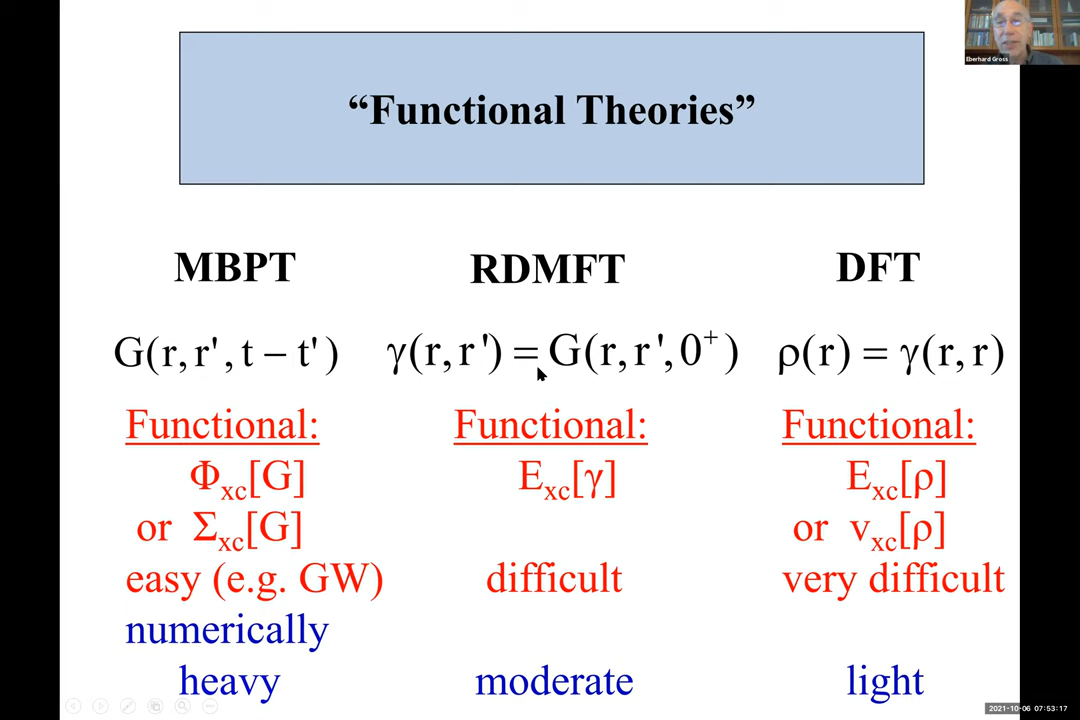 Eberhard Gross
“Functional Theories”
MBPT RDMFT DFT
G(r, r', t − t') γ(r, r') = G(r, r', 0⁺) ρ(r) = γ(r, r)
Functional: Functional: Functional:
Φxc[G] Exc[γ] Exc[ρ]
or Σxc[G] or vxc[ρ]
easy (e.g. GW) difficult very difficult
numerically
heavy moderate light
2021-10-06 07:53:17